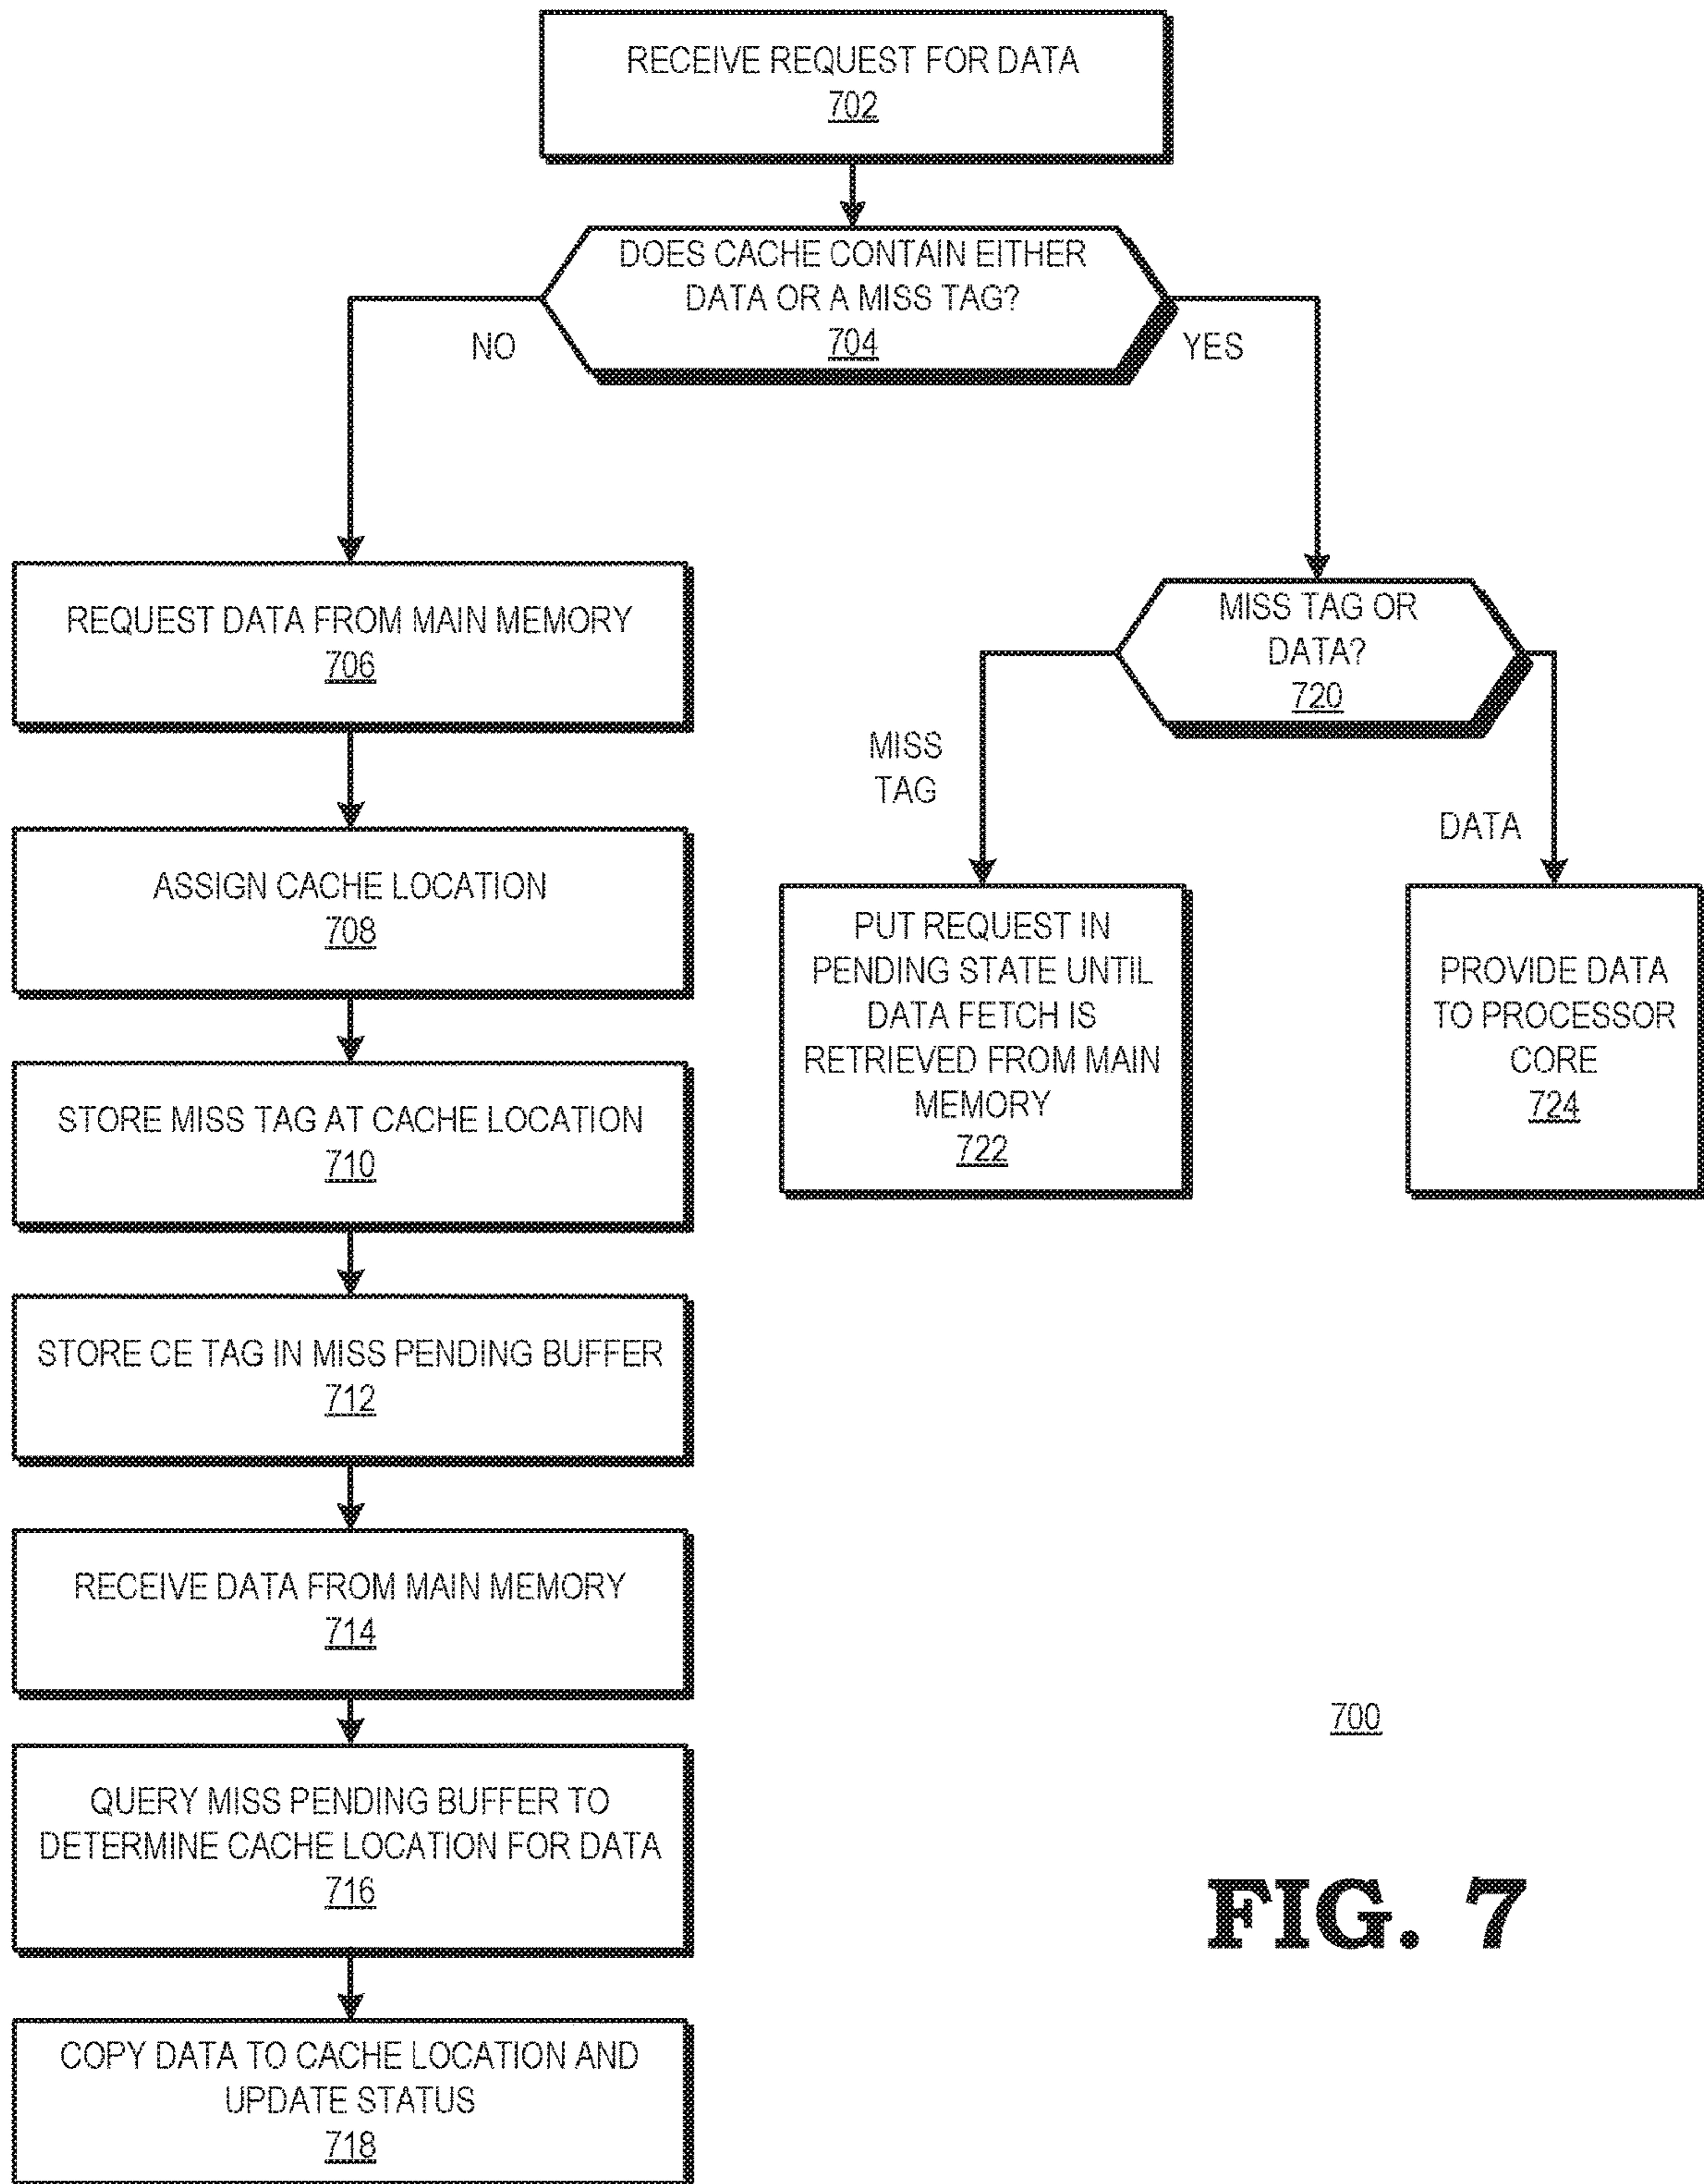 RECEIVE REQUEST FOR DATA
702
DOES CACHE CONTAIN EITHER
DATA OR A MISS TAG?
704
NO
YES
REQUEST DATA FROM MAIN MEMORY
706
MISS TAG OR
DATA?
720
MISS
TAG
DATA
ASSIGN CACHE LOCATION
708
PUT REQUEST IN
PENDING STATE UNTIL
DATA FETCH IS
RETRIEVED FROM MAIN
MEMORY
722
PROVIDE DATA
TO PROCESSOR
CORE
724
STORE MISS TAG AT CACHE LOCATION
710
STORE CE TAG IN MISS PENDING BUFFER
712
RECEIVE DATA FROM MAIN MEMORY
714
QUERY MISS PENDING BUFFER TO
DETERMINE CACHE LOCATION FOR DATA
716
COPY DATA TO CACHE LOCATION AND
UPDATE STATUS
718
700
FIG. 7